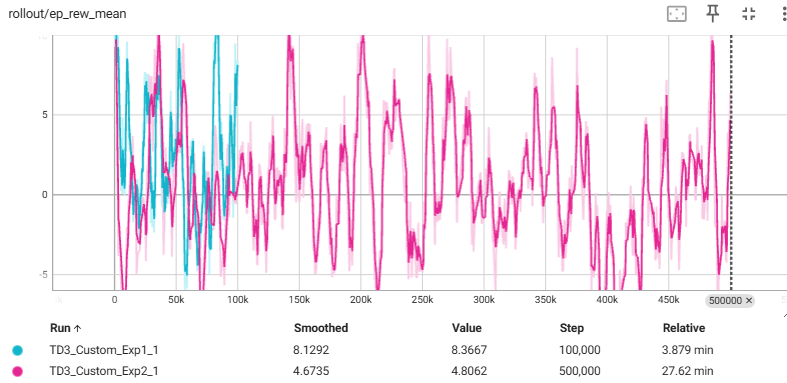 rollout/ep_rew_mean
5
0
-5
0
50k
100k
150k
200k
250k
300k
350k
400k
450k
500000 ×
Run ↑ Smoothed Value Step Relative
TD3_Custom_Exp1_1 8.1292 8.3667 100,000 3.879 min
TD3_Custom_Exp2_1 4.6735 4.8062 500,000 27.62 min